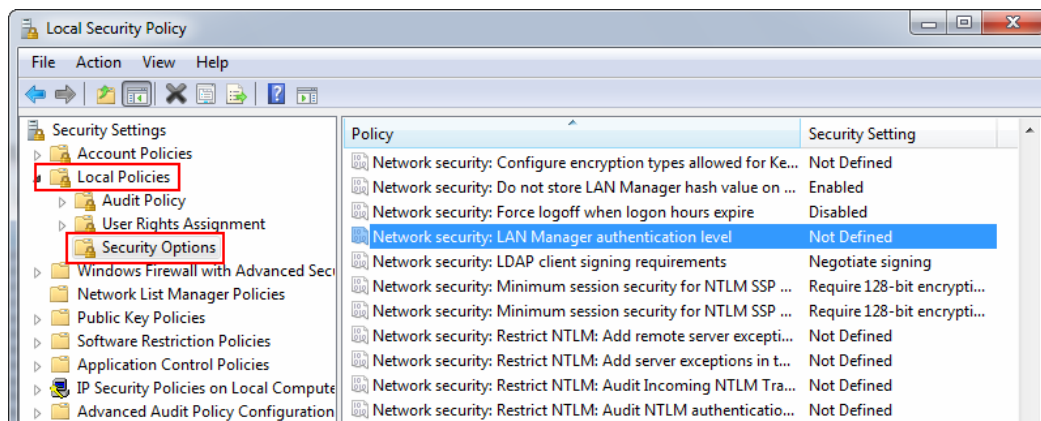 Local Security Policy
File Action View Help
Security Settings
Account Policies
Local Policies
Audit Policy
User Rights Assignment
Security Options
Windows Firewall with Advanced Secu
Network List Manager Policies
Public Key Policies
Software Restriction Policies
Application Control Policies
IP Security Policies on Local Compute
Advanced Audit Policy Configuration
Policy Security Setting
Network security: Configure encryption types allowed for Ke... Not Defined
Network security: Do not store LAN Manager hash value on ... Enabled
Network security: Force logoff when logon hours expire Disabled
Network security: LAN Manager authentication level Not Defined
Network security: LDAP client signing requirements Negotiate signing
Network security: Minimum session security for NTLM SSP ... Require 128-bit encrypti...
Network security: Minimum session security for NTLM SSP ... Require 128-bit encrypti...
Network security: Restrict NTLM: Add remote server excepti... Not Defined
Network security: Restrict NTLM: Add server exceptions in t... Not Defined
Network security: Restrict NTLM: Audit Incoming NTLM Tra... Not Defined
Network security: Restrict NTLM: Audit NTLM authenticatio... Not Defined